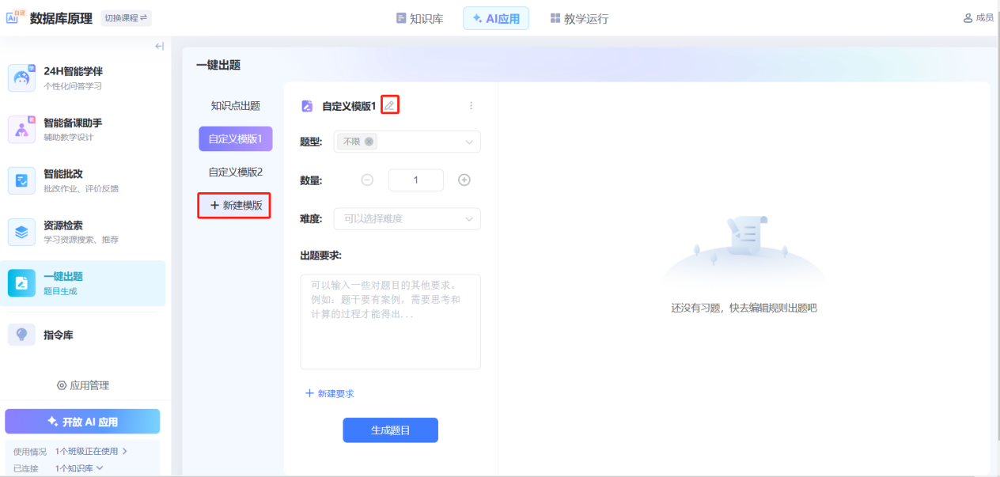 自建
AI
数据库原理
切换课程
知识库
AI应用
教学运行
成员
24H智能学伴
个性化问答学习
智能备课助手
辅助教学设计
智能批改
批改作业、评价反馈
资源检索
学习资源搜索、推荐
一键出题
题目生成
指令库
应用管理
开放 AI 应用
使用情况 1个班级正在使用
已连接 1个知识库
一键出题
知识点出题
自定义模版1
自定义模版2
+ 新建模版
自定义模版1
题型: 不限
数量: 1
难度: 可以选择难度
出题要求:
可以输入一些对题目的其他要求。
例如：题干要有案例，需要思考和
计算的过程才能得出...
+ 新建要求
生成题目
还没有习题，快去编辑规则出题吧